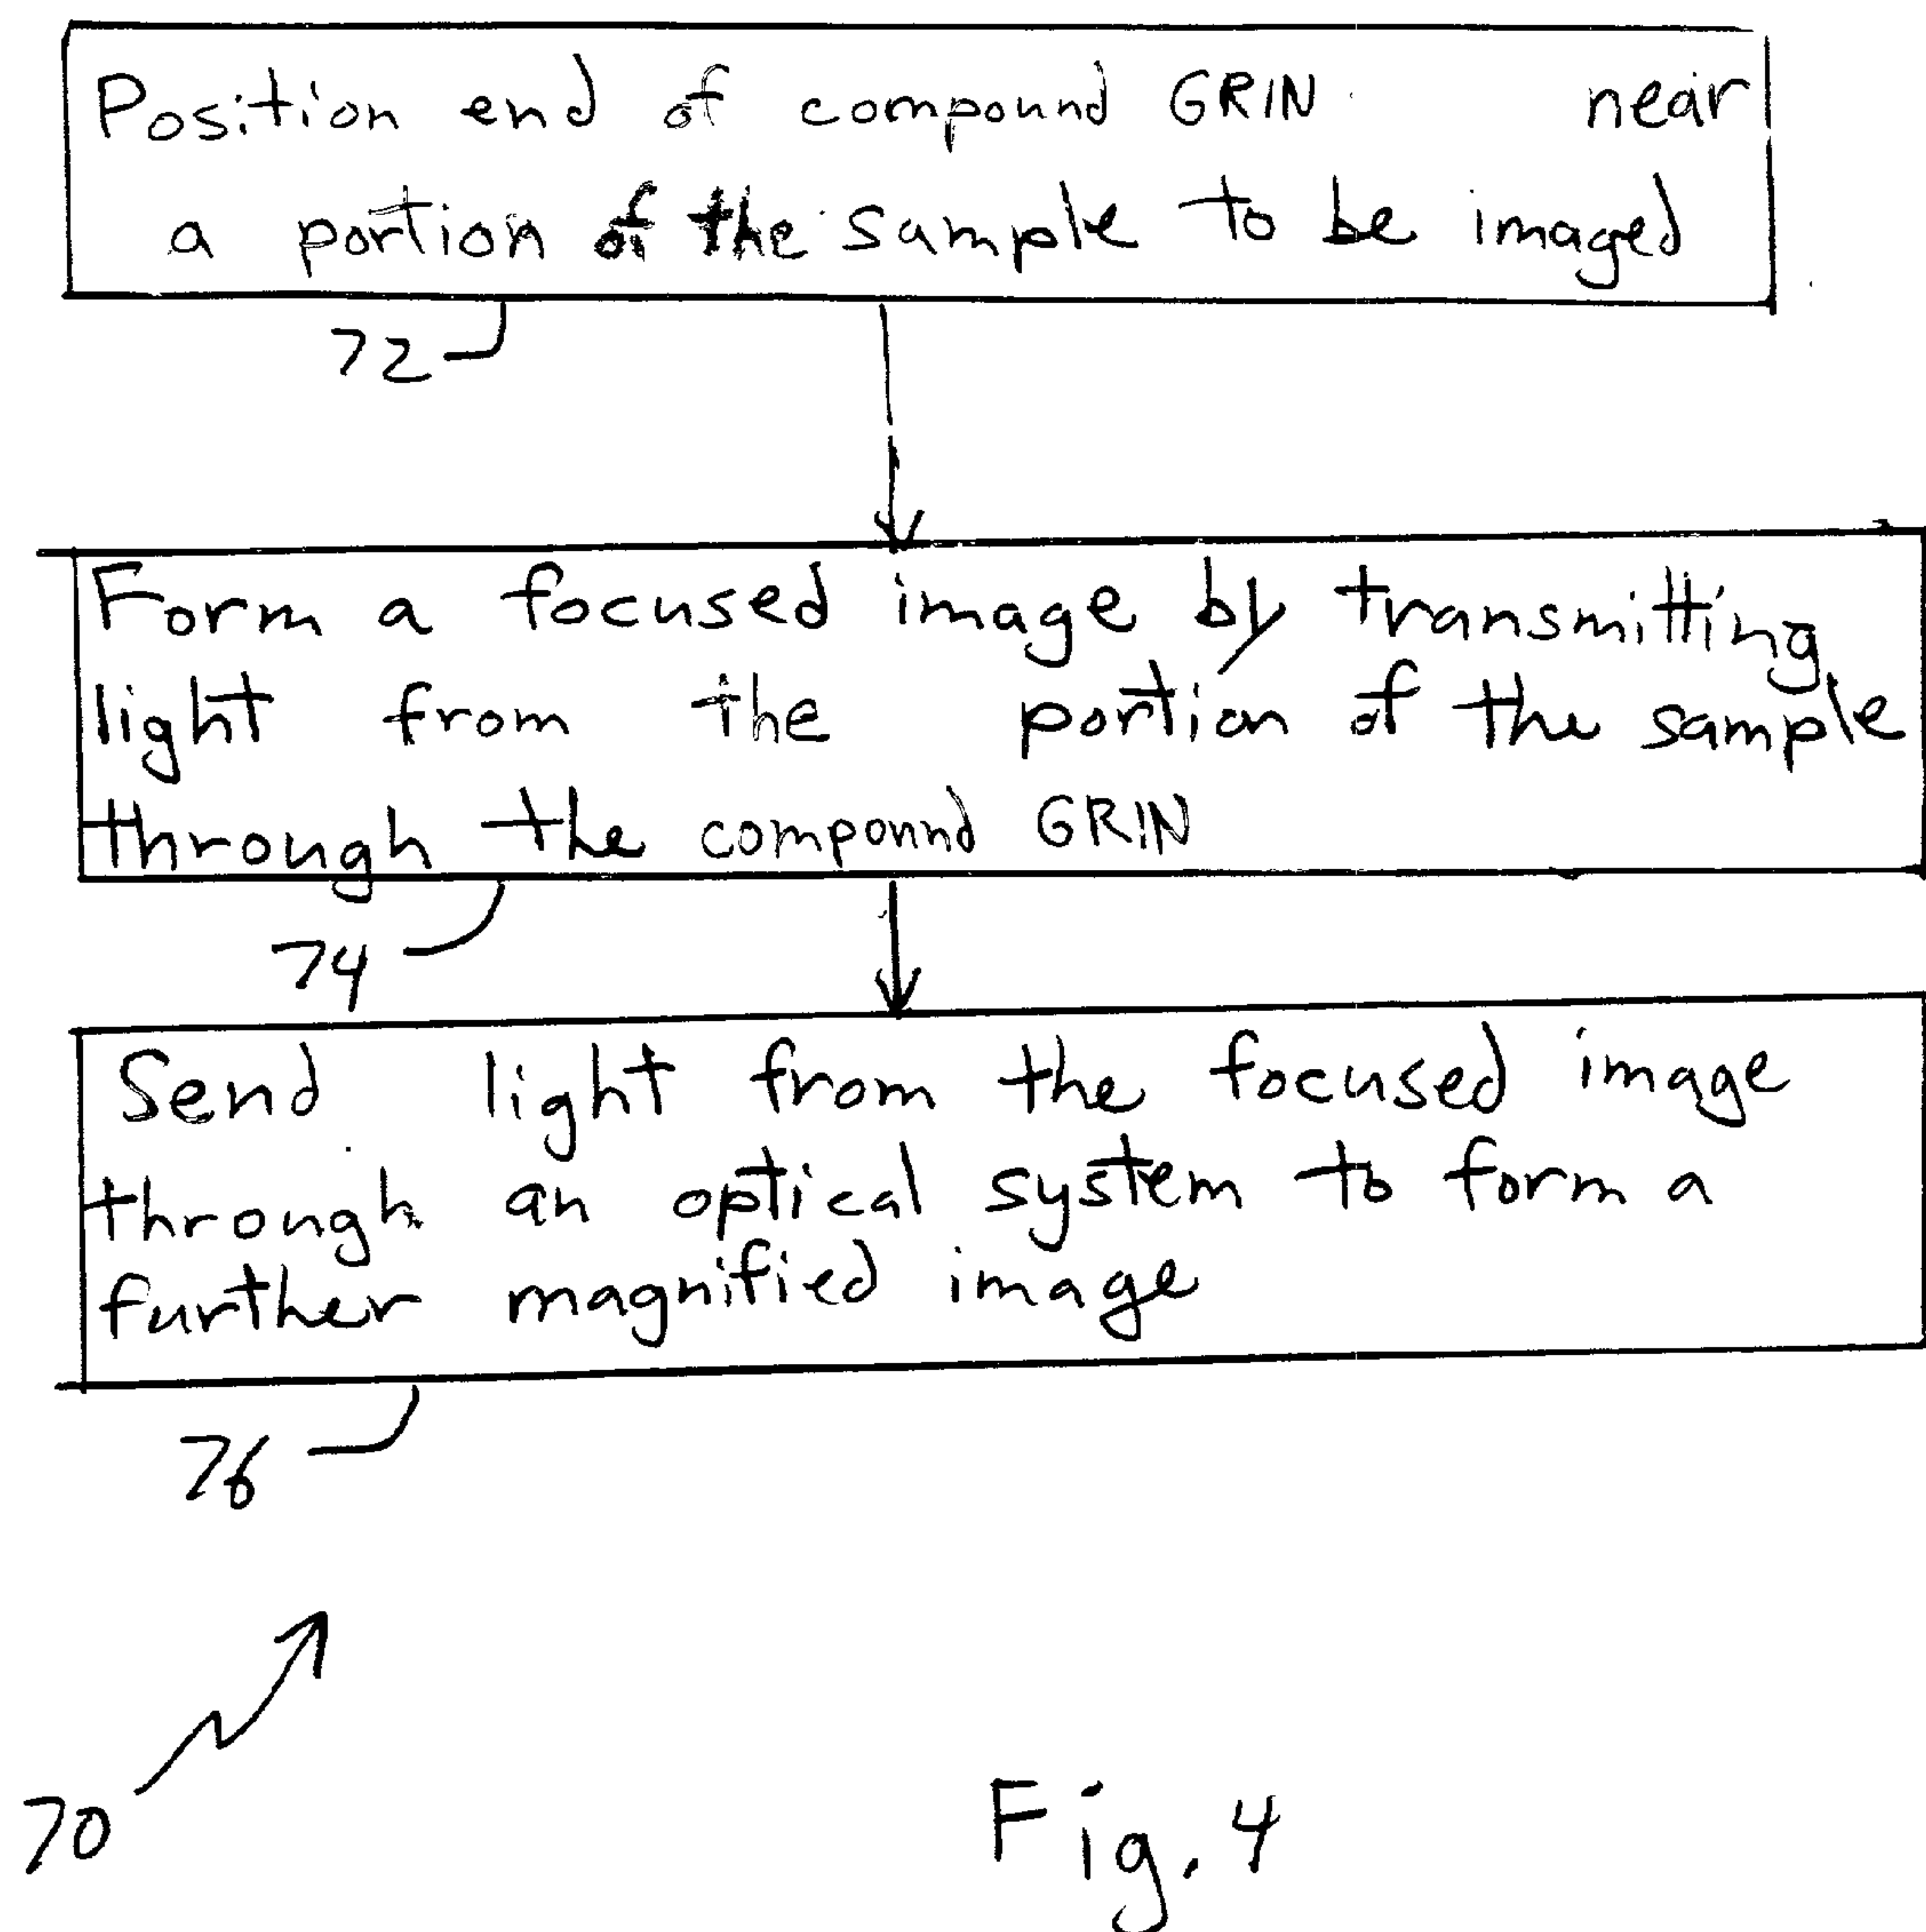 Position end of compound GRIN near
a portion of the sample to be imaged
72
Form a focused image by transmitting
light from the portion of the sample
through the compound GRIN
74
Send light from the focused image
through an optical system to form a
further magnified image
76
70
Fig. 4